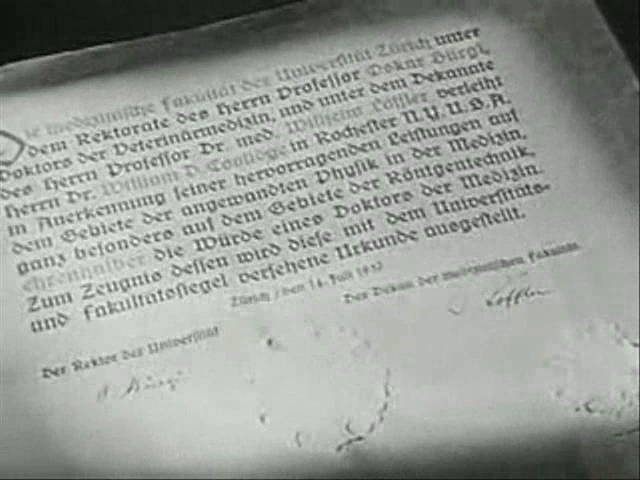 Die medizinische Fakultät der Universität Zürich unter
dem Rektorate des Herrn Professor Oskar Bürgi,
Doktors der Veterinärmedizin, und unter dem Dekanate
des Herrn Professor Dr. med. Wilhelm Löffler verleiht
Herrn Dr. William D. Coolidge in Rochester N.Y. U.S.A.
in Anerkennung seiner hervorragenden Leistungen auf
dem Gebiete der angewandten Physik in der Medizin,
ganz besonders auf dem Gebiete der Röntgentechnik,
ehrenhalber die Würde eines Doktors der Medizin.
Zum Zeugnis dessen wird diese mit dem Universitäts-
und Fakultätssiegel versehene Urkunde ausgestellt.
Zürich, den 14. Juli 1937
Der Dekan der medizinischen Fakultät
Löffler
Der Rektor der Universität
Bürgi